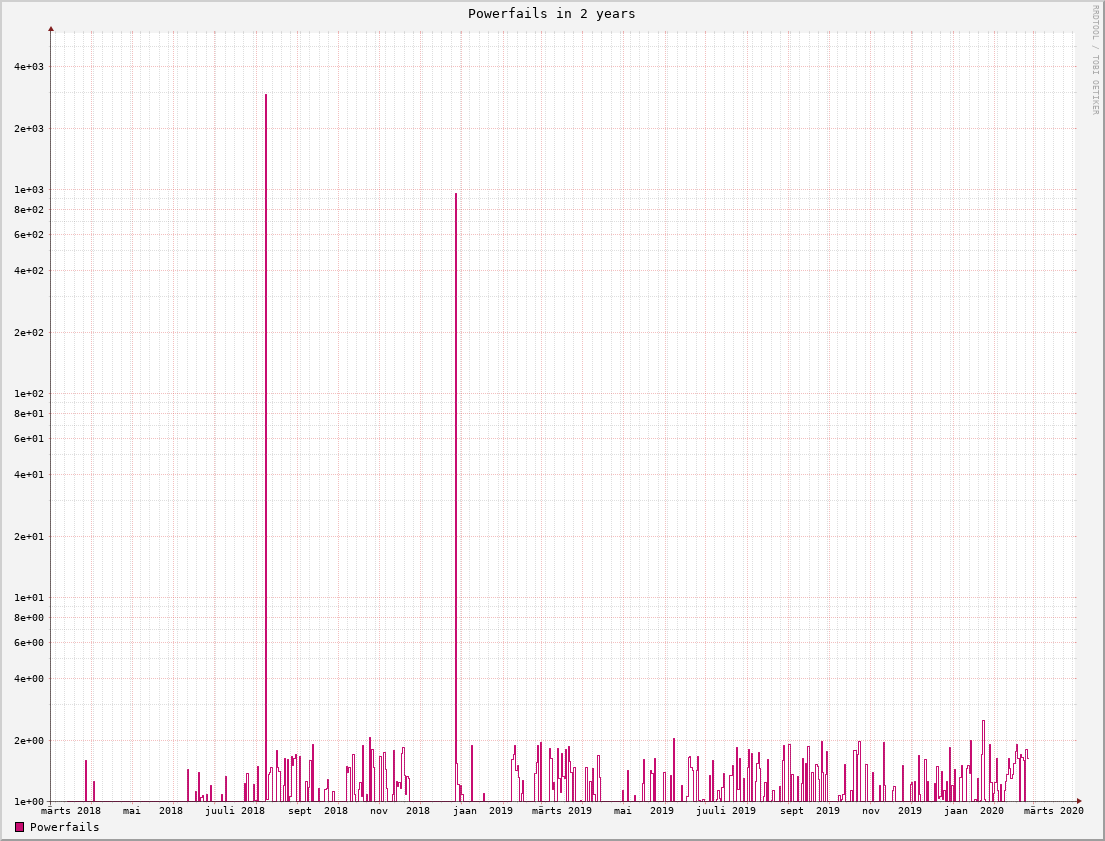 Powerfails in 2 years
RRDTOOL / TOBI OETIKER
4e+03
2e+03
1e+03
8e+02
6e+02
4e+02
2e+02
1e+02
8e+01
6e+01
4e+01
2e+01
1e+01
8e+00
6e+00
4e+00
2e+00
1e+00
märts 2018 mai 2018 juuli 2018 sept 2018 nov 2018 jaan 2019 märts 2019 mai 2019 juuli 2019 sept 2019 nov 2019 jaan 2020 märts 2020
Powerfails